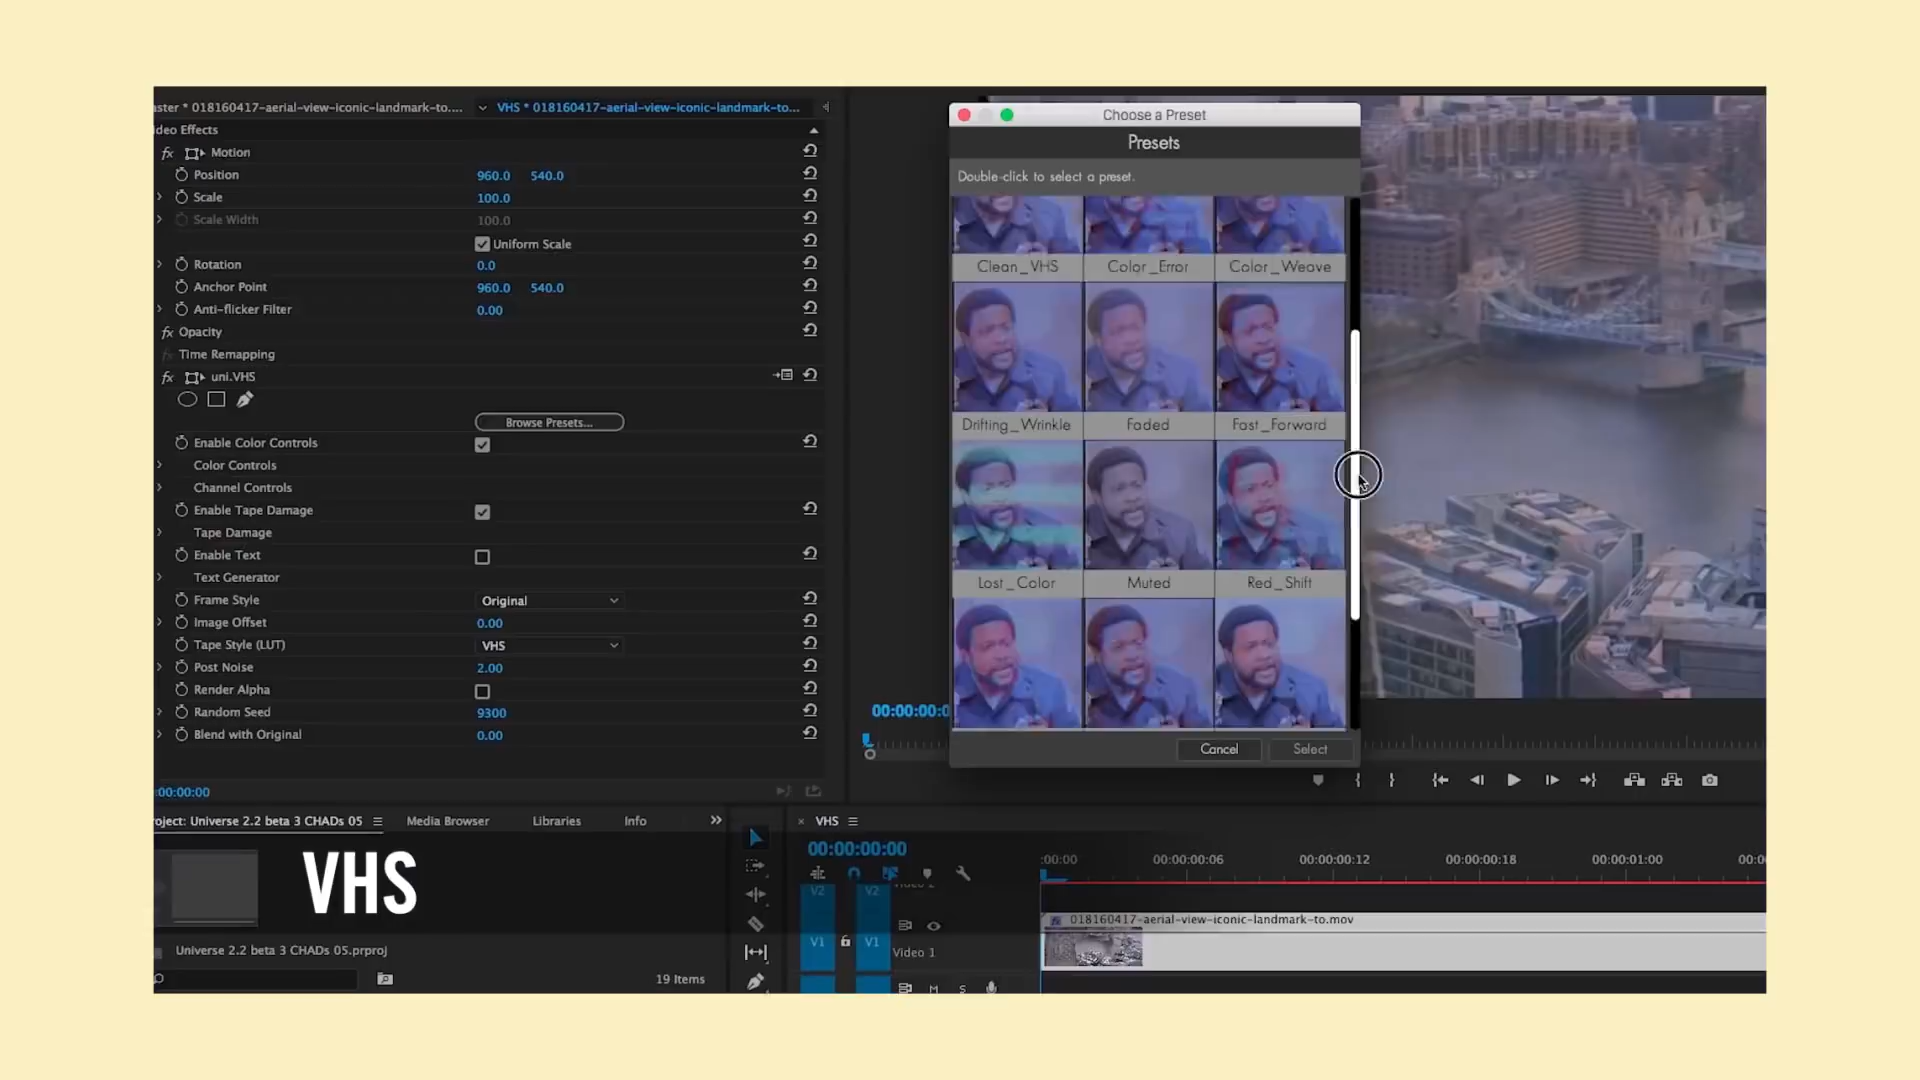 aster * 018160417-aerial-view-iconic-landmark-to....
VHS * 018160417-aerial-view-iconic-landmark-to...
ideo Effects
fx Motion
Position 960.0 540.0
Scale 100.0
Scale Width 100.0
Uniform Scale
Rotation 0.0
Anchor Point 960.0 540.0
Anti-flicker Filter 0.00
fx Opacity
Time Remapping
fx uni.VHS
Browse Presets...
Enable Color Controls
Color Controls
Channel Controls
Enable Tape Damage
Tape Damage
Enable Text
Text Generator
Frame Style Original
Image Offset 0.00
Tape Style (LUT) VHS
Post Noise 2.00
Render Alpha
Random Seed 9300
Blend with Original 0.00
:00:00:00
Choose a Preset
Presets
Double-click to select a preset.
Clean_VHS Color_Error Color_Weave
Drifting_Wrinkle Faded Fast_Forward
Lost_Color Muted Red_Shift
Cancel Select
00:00:00:0
oject: Universe 2.2 beta 3 CHADs 05 Media Browser Libraries Info
VHS
Universe 2.2 beta 3 CHADs 05.prproj
19 Items
× VHS
00:00:00:00
:00:00 00:00:00:06 00:00:00:12 00:00:00:18 00:00:01:00 00:0
V2 V2
fx 018160417-aerial-view-iconic-landmark-to.mov
V1 V1 Video 1
M S